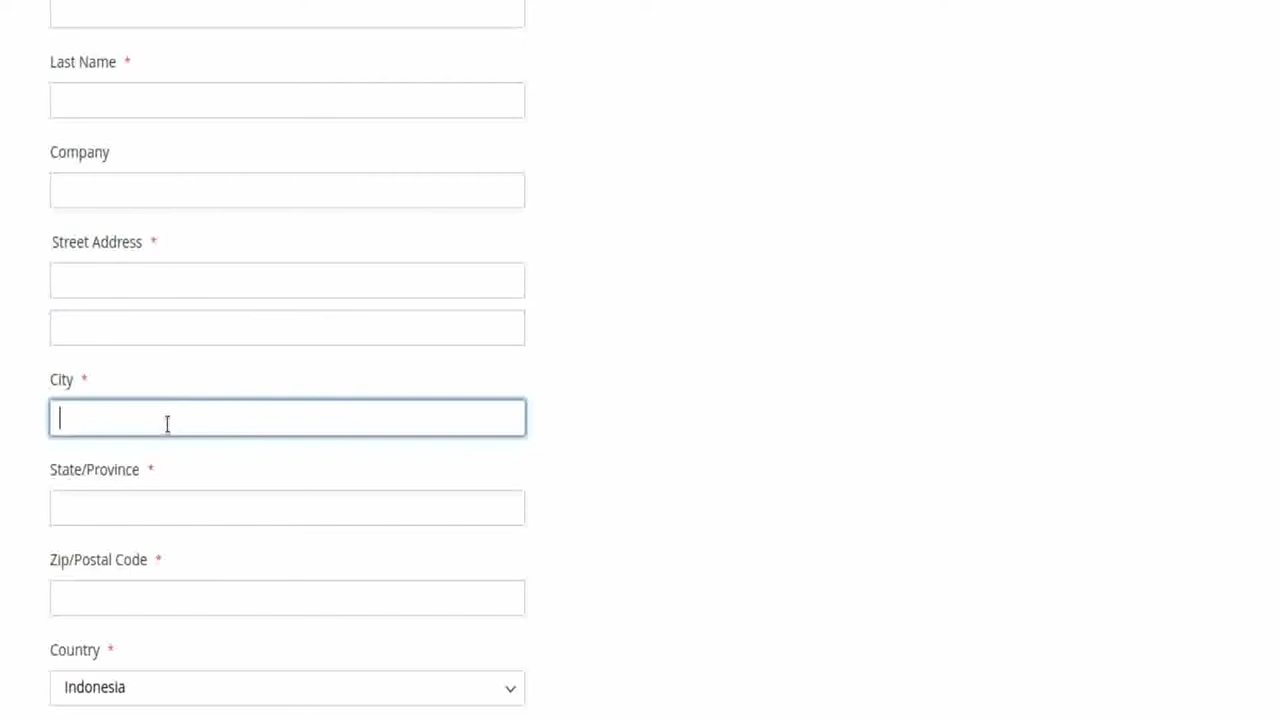 Last Name *
Company
Street Address *
City *
State/Province *
Zip/Postal Code *
Country *
Indonesia